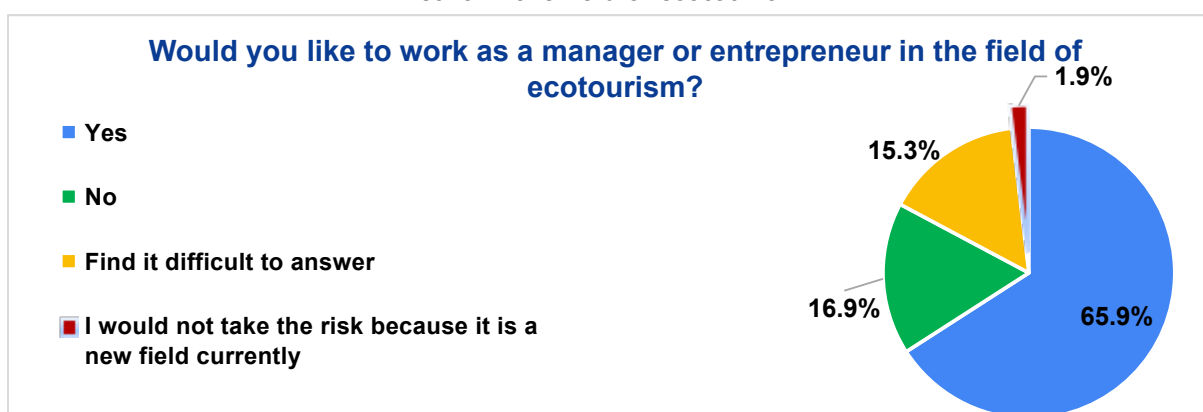 Would you like to work as a manager or entrepreneur in the field of
ecotourism?
1.9%
Yes
15.3%
No
Find it difficult to answer
16.9%
65.9%
I would not take the risk because it is a
new field currently